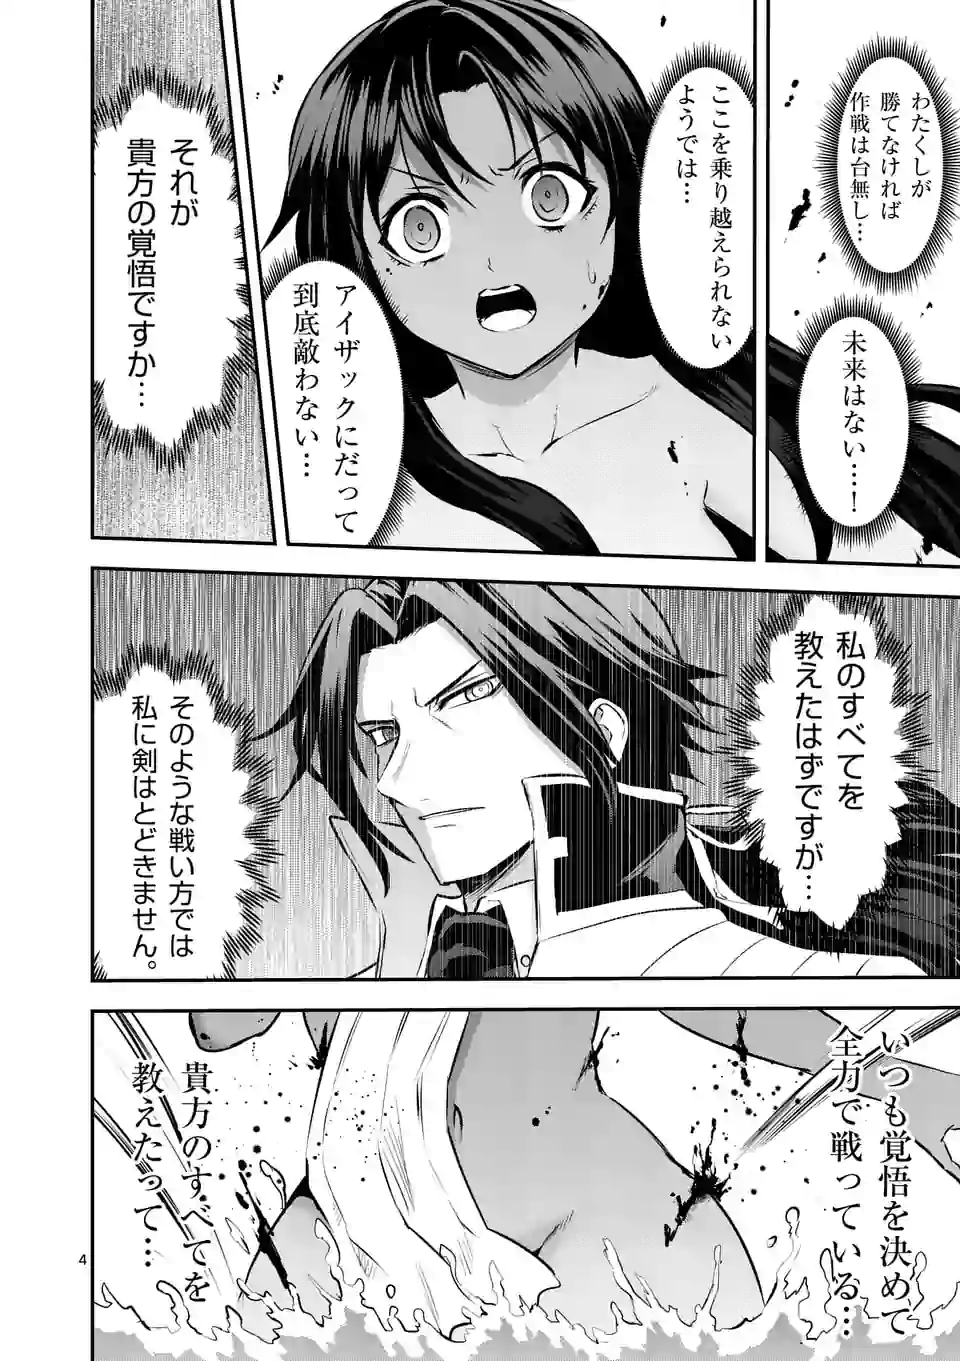 わたくしが
勝てなければ
作戦は台無し…
未来はない…!
ここを乗り越えられない
ようでは…
アイザックにだって
到底敵わない…
それが
貴方の覚悟ですか…
私のすべてを
教えたはずですが…
そのような戦い方では
私に剣はとどきません。
いつも覚悟を決めて
全力で戦っている…
貴方のすべてを
教えたって…
4